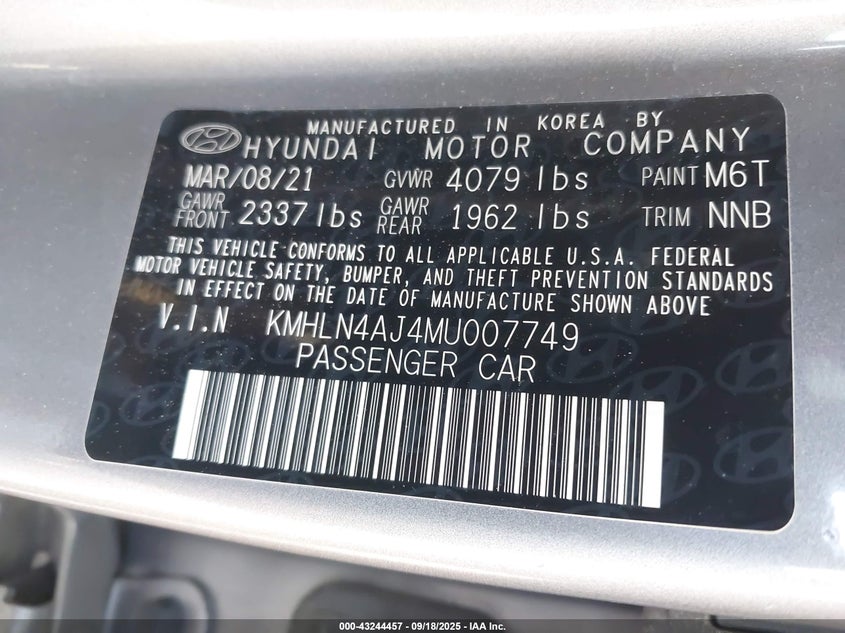 MANUFACTURED IN KOREA BY
HYUNDAI MOTOR COMPANY
MAR/08/21 GVWR 4079 lbs PAINT M6T
GAWR FRONT 2337 lbs GAWR REAR 1962 lbs TRIM NNB
THIS VEHICLE CONFORMS TO ALL APPLICABLE U.S.A. FEDERAL
MOTOR VEHICLE SAFETY, BUMPER, AND THEFT PREVENTION STANDARDS
IN EFFECT ON THE DATE OF MANUFACTURE SHOWN ABOVE
V.I.N KMHLN4AJ4MU007749
PASSENGER CAR
000-43244457 - 09/18/2025 - IAA Inc.